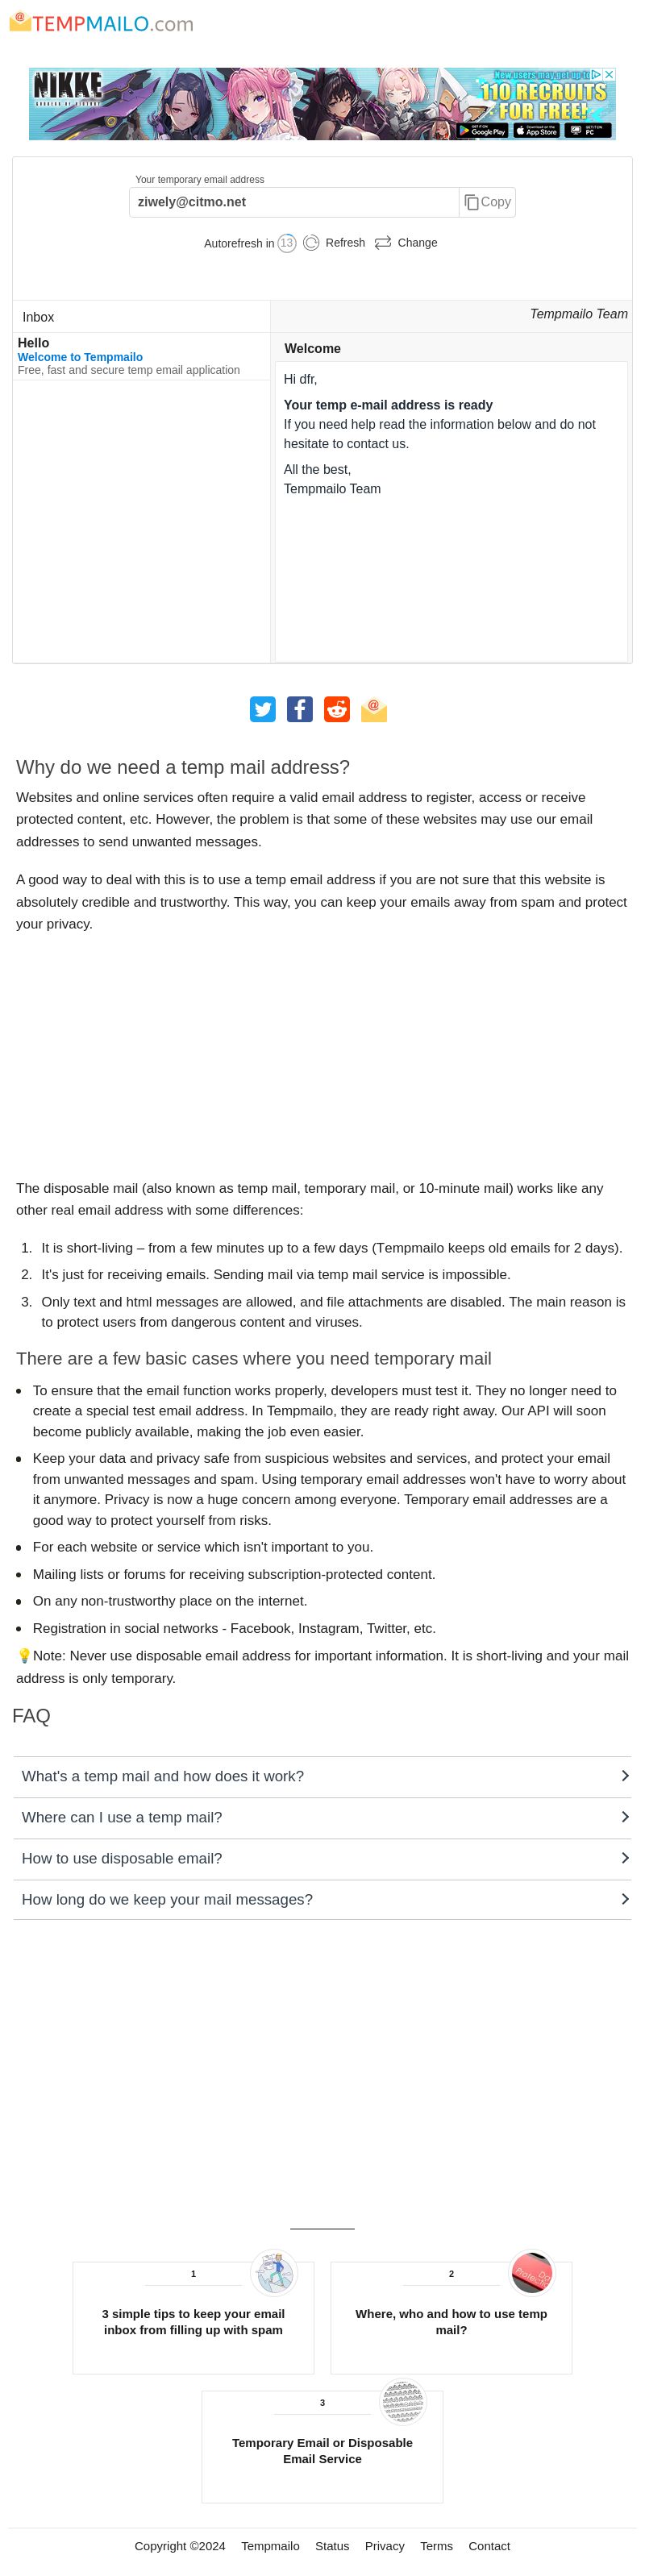 TEMPMAILO.com
NIKKE
GODDESS OF VICTORY
New users may get up to
110 RECRUITS
FOR FREE!
GET IT ON
Google Play
Download on the
App Store
GET IT ON
PC
Your temporary email address
ziwely@citmo.net
Copy
Autorefresh in 13 Refresh Change
Inbox
Tempmailo Team
Hello
Welcome to Tempmailo
Free, fast and secure temp email application
Welcome
Hi dfr,
Your temp e-mail address is ready
If you need help read the information below and do not
hesitate to contact us.
All the best,
Tempmailo Team
Why do we need a temp mail address?
Websites and online services often require a valid email address to register, access or receive
protected content, etc. However, the problem is that some of these websites may use our email
addresses to send unwanted messages.
A good way to deal with this is to use a temp email address if you are not sure that this website is
absolutely credible and trustworthy. This way, you can keep your emails away from spam and protect
your privacy.
The disposable mail (also known as temp mail, temporary mail, or 10-minute mail) works like any
other real email address with some differences:
1. It is short-living – from a few minutes up to a few days (Tempmailo keeps old emails for 2 days).
2. It's just for receiving emails. Sending mail via temp mail service is impossible.
3. Only text and html messages are allowed, and file attachments are disabled. The main reason is
to protect users from dangerous content and viruses.
There are a few basic cases where you need temporary mail
• To ensure that the email function works properly, developers must test it. They no longer need to
create a special test email address. In Tempmailo, they are ready right away. Our API will soon
become publicly available, making the job even easier.
• Keep your data and privacy safe from suspicious websites and services, and protect your email
from unwanted messages and spam. Using temporary email addresses won't have to worry about
it anymore. Privacy is now a huge concern among everyone. Temporary email addresses are a
good way to protect yourself from risks.
• For each website or service which isn't important to you.
• Mailing lists or forums for receiving subscription-protected content.
• On any non-trustworthy place on the internet.
• Registration in social networks - Facebook, Instagram, Twitter, etc.
💡Note: Never use disposable email address for important information. It is short-living and your mail
address is only temporary.
FAQ
What's a temp mail and how does it work?
Where can I use a temp mail?
How to use disposable email?
How long do we keep your mail messages?
1
3 simple tips to keep your email
inbox from filling up with spam
2
Where, who and how to use temp
mail?
3
Temporary Email or Disposable
Email Service
Copyright ©2024 Tempmailo Status Privacy Terms Contact